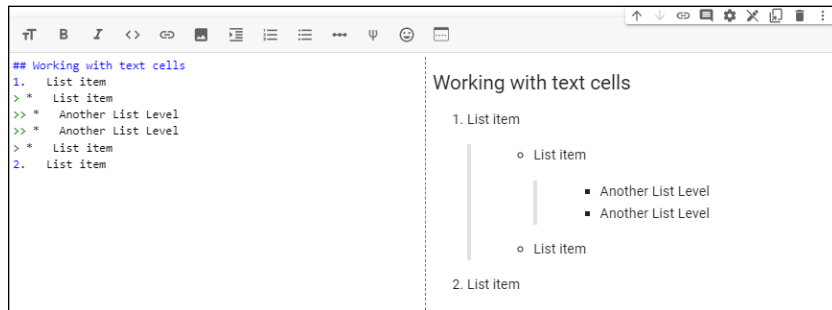 ## Working with text cells
1.   List item
> *   List item
>> *   Another List Level
>> *   Another List Level
> *   List item
2.   List item
Working with text cells
1. List item
List item
Another List Level
Another List Level
List item
2. List item